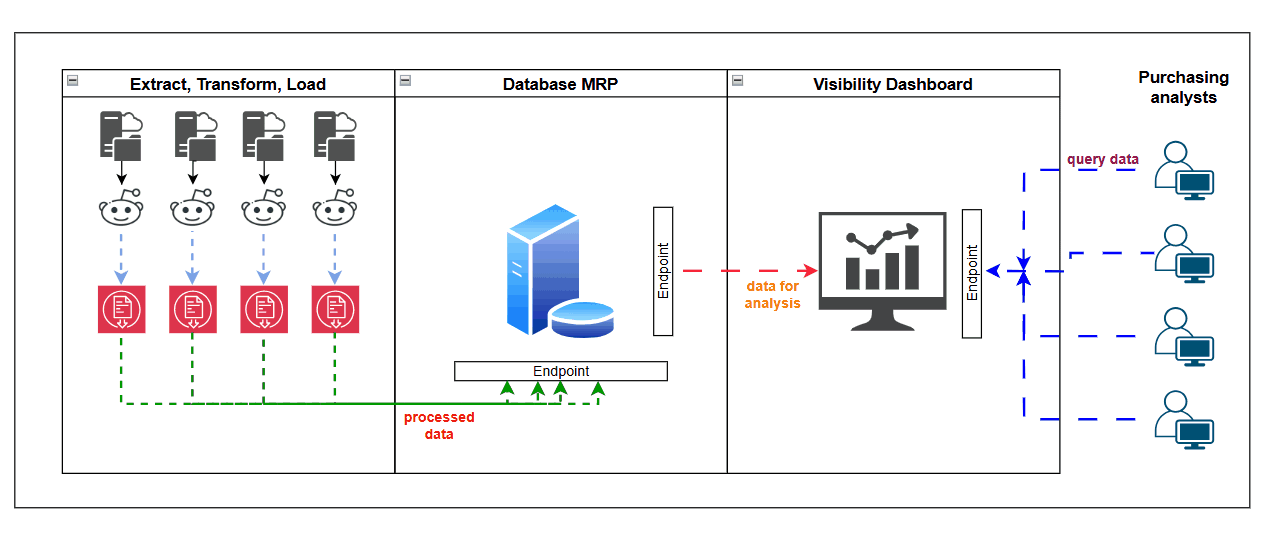 Extract, Transform, Load
Database MRP
Visibility Dashboard
Purchasing
analysts
query data
Endpoint
Endpoint
data for
analysis
Endpoint
processed
data